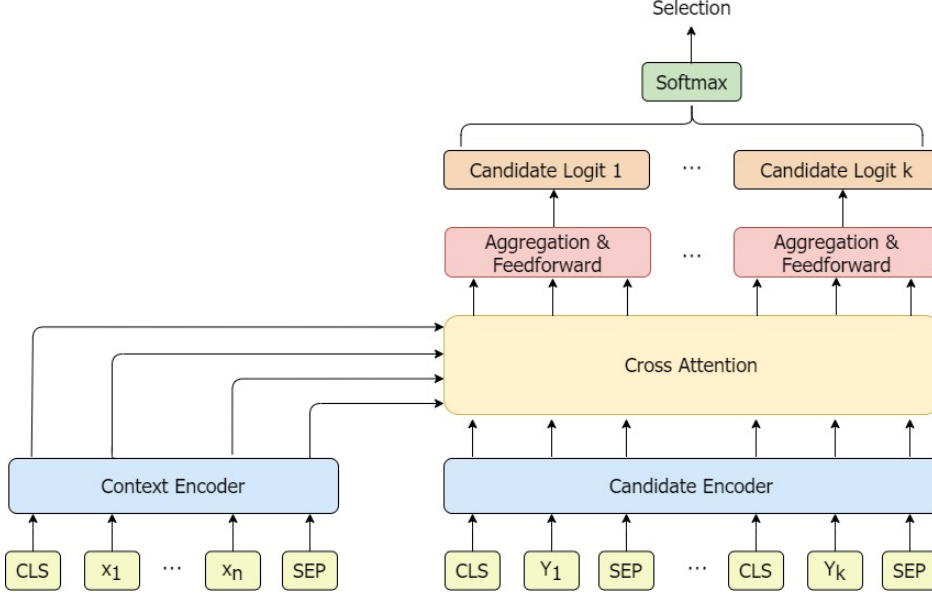 Selection
Softmax
Candidate Logit 1 ... Candidate Logit k
Aggregation & Feedforward ... Aggregation & Feedforward
Cross Attention
Context Encoder Candidate Encoder
CLS x1 ... xn SEP CLS Y1 SEP ... CLS Yk SEP